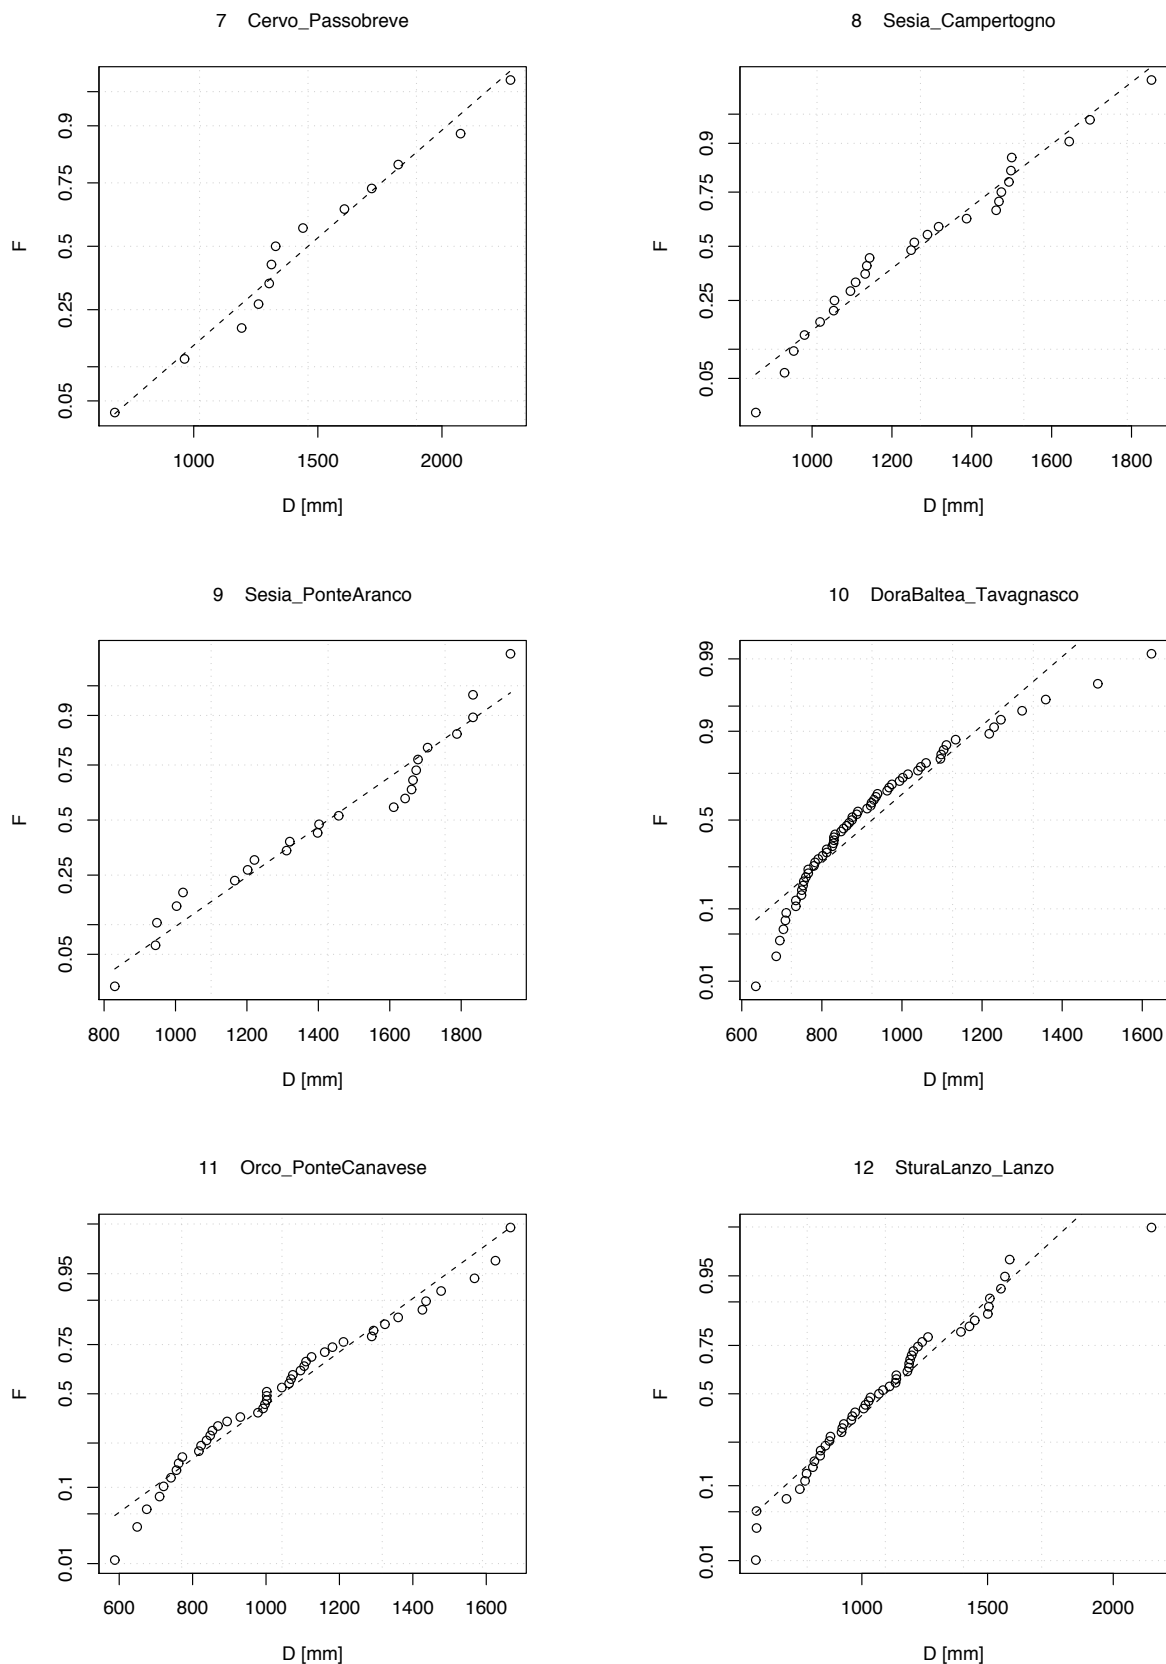 7 Cervo_Passobreve
F
0.05 0.25 0.5 0.75 0.9
1000 1500 2000
D [mm]
8 Sesia_Campertogno
F
0.05 0.25 0.5 0.75 0.9
1000 1200 1400 1600 1800
D [mm]
9 Sesia_PonteAranco
F
0.05 0.25 0.5 0.75 0.9
800 1000 1200 1400 1600 1800
D [mm]
10 DoraBaltea_Tavagnasco
F
0.01 0.1 0.5 0.9 0.99
600 800 1000 1200 1400 1600
D [mm]
11 Orco_PonteCanavese
F
0.01 0.1 0.5 0.75 0.95
600 800 1000 1200 1400 1600
D [mm]
12 SturaLanzo_Lanzo
F
0.01 0.1 0.5 0.75 0.95
1000 1500 2000
D [mm]